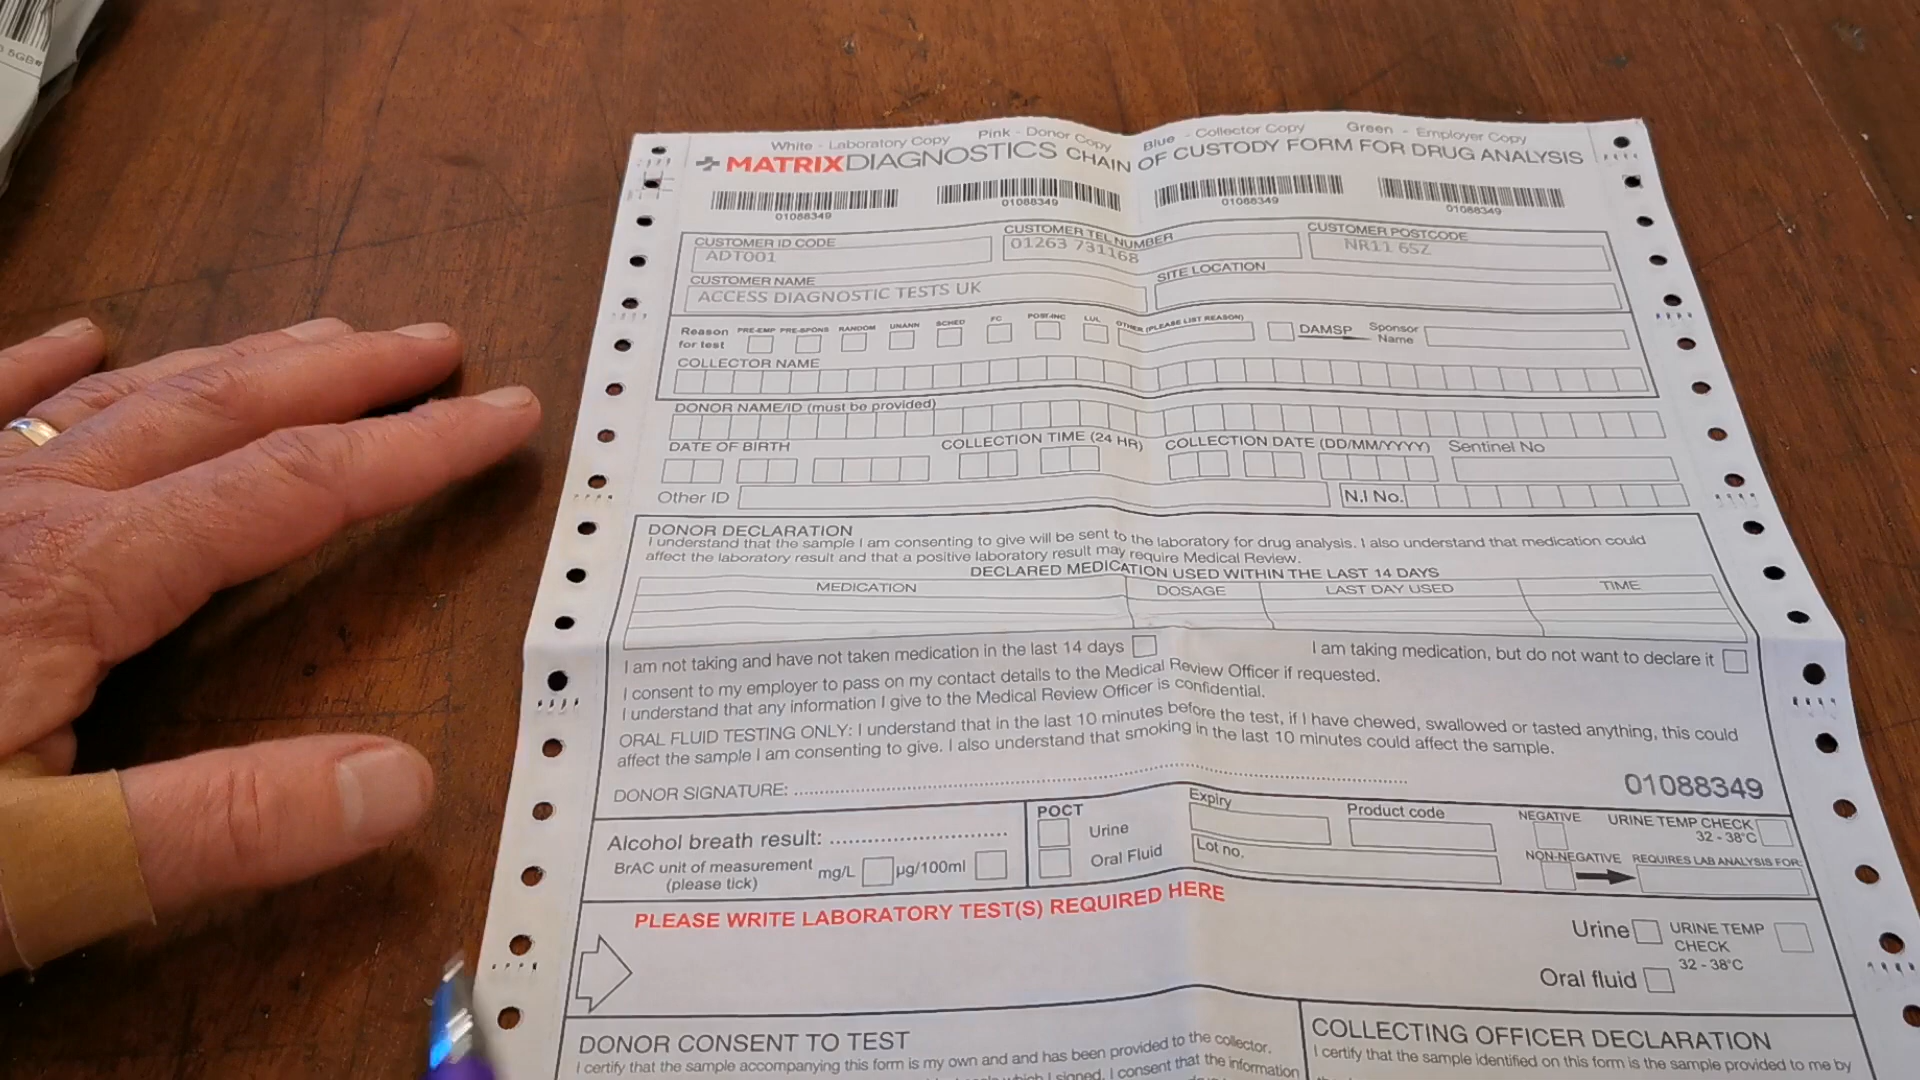 5GB*
White - Laboratory Copy Pink - Donor Copy Blue - Collector Copy Green - Employer Copy
MATRIXDIAGNOSTICS CHAIN OF CUSTODY FORM FOR DRUG ANALYSIS
01088349 01088349 01088349 01088349
CUSTOMER ID CODE CUSTOMER TEL NUMBER CUSTOMER POSTCODE
ADT001 01263 731168 NR11 6SZ
CUSTOMER NAME SITE LOCATION
ACCESS DIAGNOSTIC TESTS UK
Reason for test PRE-EMP PRE-SPONS RANDOM UNANN SCHED FC POST-INC LUL OTHER (PLEASE LIST REASON) DAMSP Sponsor Name
COLLECTOR NAME
DONOR NAME/ID (must be provided)
DATE OF BIRTH COLLECTION TIME (24 HR) COLLECTION DATE (DD/MM/YYYY) Sentinel No
Other ID N.I No.
DONOR DECLARATION
I understand that the sample I am consenting to give will be sent to the laboratory for drug analysis. I also understand that medication could
affect the laboratory result and that a positive laboratory result may require Medical Review.
DECLARED MEDICATION USED WITHIN THE LAST 14 DAYS
MEDICATION DOSAGE LAST DAY USED TIME
I am not taking and have not taken medication in the last 14 days I am taking medication, but do not want to declare it
I consent to my employer to pass on my contact details to the Medical Review Officer if requested.
I understand that any information I give to the Medical Review Officer is confidential.
ORAL FLUID TESTING ONLY: I understand that in the last 10 minutes before the test, if I have chewed, swallowed or tasted anything, this could
affect the sample I am consenting to give. I also understand that smoking in the last 10 minutes could affect the sample.
DONOR SIGNATURE: 01088349
Alcohol breath result:
BrAC unit of measurement (please tick) mg/L µg/100ml
POCT
Urine
Oral Fluid
Expiry Product code
Lot no.
NEGATIVE URINE TEMP CHECK 32 - 38°C
NON-NEGATIVE REQUIRES LAB ANALYSIS FOR:
PLEASE WRITE LABORATORY TEST(S) REQUIRED HERE
Urine URINE TEMP CHECK 32 - 38°C
Oral fluid
DONOR CONSENT TO TEST
I certify that the sample accompanying this form is my own and and has been provided to the collector.
which I signed. I consent that the information
COLLECTING OFFICER DECLARATION
I certify that the sample identified on this form is the sample provided to me by